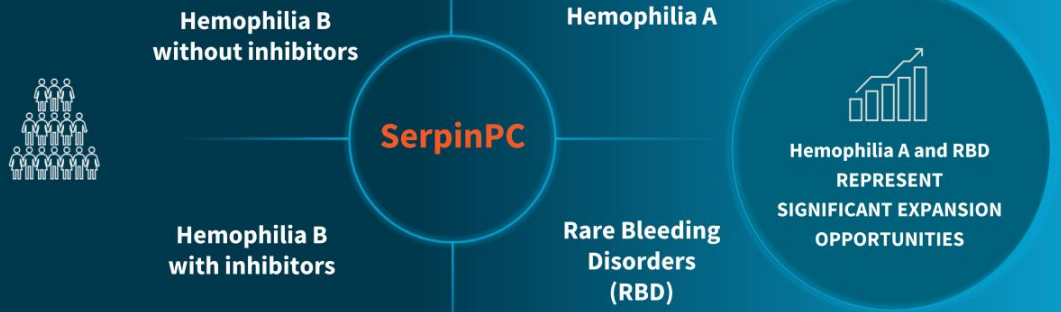 Hemophilia B
without inhibitors
Hemophilia A
SerpinPC
Hemophilia B
with inhibitors
Rare Bleeding
Disorders
(RBD)
Hemophilia A and RBD
REPRESENT
SIGNIFICANT EXPANSION
OPPORTUNITIES